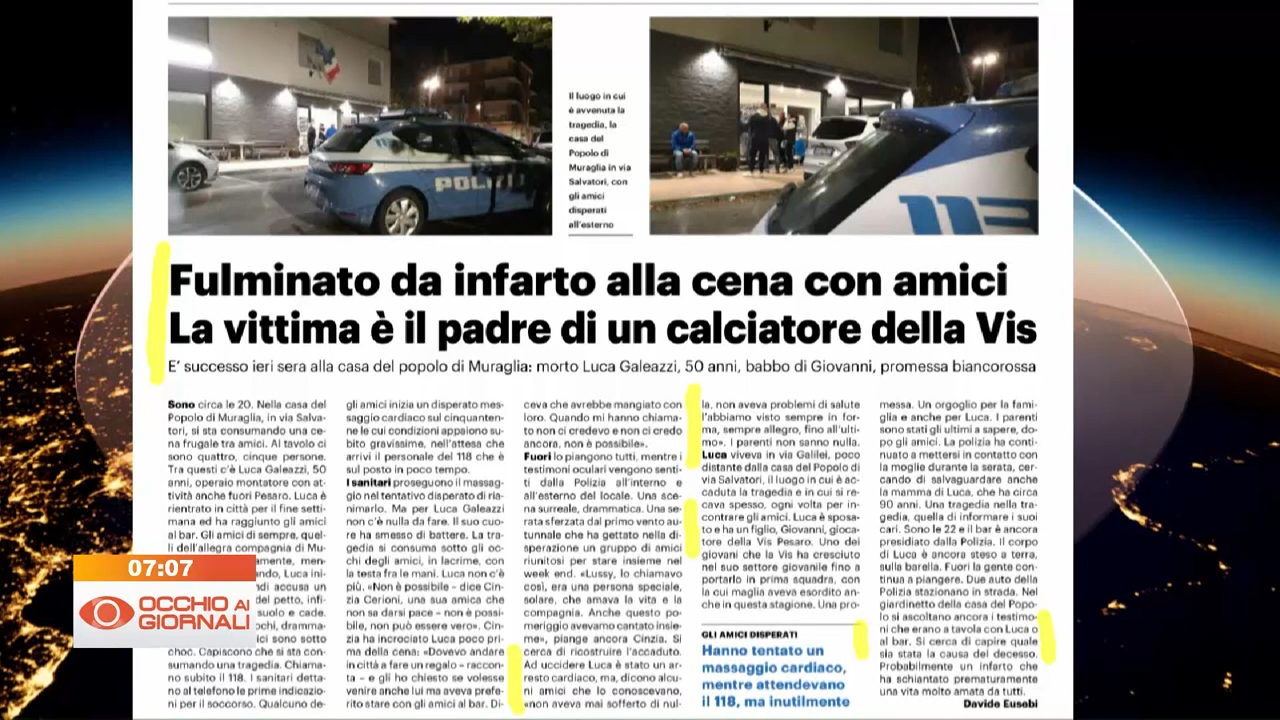 POLIZIA
Il luogo in cui
è avvenuta la
tragedia, la
casa del
Popolo di
Muraglia in via
Salvatori, con
gli amici
disperati
all'esterno
113
Fulminato da infarto alla cena con amici
La vittima è il padre di un calciatore della Vis
E' successo ieri sera alla casa del popolo di Muraglia: morto Luca Galeazzi, 50 anni, babbo di Giovanni, promessa biancorossa
Sono circa le 20. Nella casa del
Popolo di Muraglia, in via Salva-
tori, si sta consumando una ce-
na frugale tra amici. Al tavolo ci
sono quattro, cinque persone.
Tra questi c'è Luca Galeazzi, 50
anni, operaio montatore con at-
tività anche fuori Pesaro. Luca è
rientrato in città per il fine setti-
mana ed ha raggiunto gli amici
al bar. Gli amici di sempre, quel-
li dell'allegra compagnia di Mu-
amente, men-
ando, Luca ini-
di accusa un
del petto, infi-
suolo e cade.
ochi, dramma-
ici sono sotto
choc. Capiscono che si sta con-
sumando una tragedia. Chiama-
no subito il 118. I sanitari detta-
no al telefono le prime indicazio-
ni per il soccorso. Qualcuno de-
gli amici inizia un disperato mes-
saggio cardiaco sul cinquanten-
ne le cui condizioni appaiono su-
bito gravissime, nell'attesa che
arrivi il personale del 118 che è
sul posto in poco tempo.
I sanitari proseguono il massag-
gio nel tentativo disperato di ria-
nimarlo. Ma per Luca Galeazzi
non c'è nulla da fare. Il suo cuo-
re ha smesso di battere. La tra-
gedia si consuma sotto gli oc-
chi degli amici, in lacrime, con
la testa fra le mani. Luca non c'è
più. «Non è possibile – dice Cin-
zia Cerioni, una sua amica che
non sa darsi pace – non è possi-
bile, non può essere vero». Cin-
zia ha incrociato Luca poco pri-
ma della cena: «Dovevo andare
in città a fare un regalo – raccon-
ta – e gli ho chiesto se volesse
venire anche lui ma aveva prefe-
rito stare con gli amici al bar. Di-
ceva che avrebbe mangiato con
loro. Quando mi hanno chiama-
to non ci credevo e non ci credo
ancora, non è possibile».
Fuori lo piangono tutti, mentre i
testimoni oculari vengono senti-
ti dalla Polizia all'interno e
all'esterno del locale. Una sce-
na surreale, drammatica. Una se-
rata sferzata dal primo vento au-
tunnale che ha gettato nella di-
sperazione un gruppo di amici
riunitosi per stare insieme nel
week end. «Lussy, lo chiamavo
così, era una persona speciale,
solare, che amava la vita e la
compagnia. Anche questo po-
meriggio avevamo cantato insie-
me», piange ancora Cinzia. Si
cerca di ricostruire l'accaduto.
Ad uccidere Luca è stato un ar-
resto cardiaco, ma, dicono alcu-
ni amici che lo conoscevano,
«non aveva mai sofferto di nul-
la, non aveva problemi di salute
l'abbiamo visto sempre in for-
ma, sempre allegro, fino all'ulti-
mo». I parenti non sanno nulla.
Luca viveva in via Galilei, poco
distante dalla casa del Popolo di
via Salvatori, il luogo in cui è ac-
caduta la tragedia e in cui si re-
cava spesso, ogni volta per in-
contrare gli amici. Luca è sposa-
to e ha un figlio, Giovanni, gioca-
tore della Vis Pesaro. Uno dei
giovani che la Vis ha cresciuto
nel suo settore giovanile fino a
portarlo in prima squadra, con
la cui maglia aveva esordito an-
che in questa stagione. Una pro-
GLI AMICI DISPERATI
Hanno tentato un
massaggio cardiaco,
mentre attendevano
il 118, ma inutilmente
messa. Un orgoglio per la fami-
glia e anche per Luca. I parenti
sono stati gli ultimi a sapere, do-
po gli amici. La polizia ha conti-
nuato a mettersi in contatto con
la moglie durante la serata, cer-
cando di salvaguardare anche
la mamma di Luca, che ha circa
90 anni. Una tragedia nella tra-
gedia, quella di informare i suoi
cari. Sono le 22 e il bar è ancora
presidiato dalla Polizia. Il corpo
di Luca è ancora steso a terra,
sulla barella. Fuori la gente con-
tinua a piangere. Due auto della
Polizia stazionano in strada. Nel
giardinetto della casa del Popo-
lo si ascoltano ancora i testimo-
ni che erano a tavola con Luca o
al bar. Si cerca di capire quale
sia stata la causa del decesso.
Probabilmente un infarto che
ha schiantato prematuramente
una vita molto amata da tutti.
Davide Eusebi
07:07
OCCHIO AI
GIORNALI